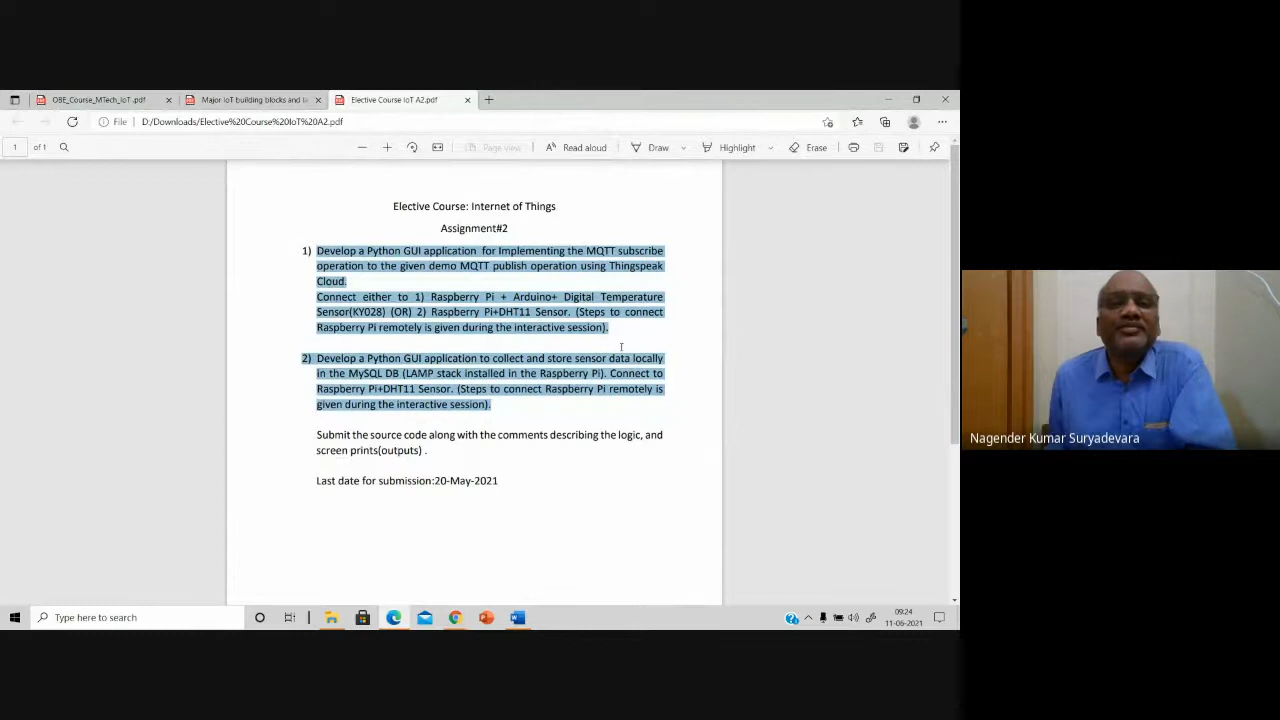 OBE_Course_MTech_IoT .pdf
Major IoT building blocks and la
Elective Course IoT A2.pdf
File
D:/Downloads/Elective%20Course%20IoT%20A2.pdf
1 of 1
Page view
Read aloud
Draw
Highlight
Erase
Elective Course: Internet of Things
Assignment#2
1) Develop a Python GUI application for Implementing the MQTT subscribe
operation to the given demo MQTT publish operation using Thingspeak
Cloud.
Connect either to 1) Raspberry Pi + Arduino+ Digital Temperature
Sensor(KY028) (OR) 2) Raspberry Pi+DHT11 Sensor. (Steps to connect
Raspberry Pi remotely is given during the interactive session).
2) Develop a Python GUI application to collect and store sensor data locally
in the MySQL DB (LAMP stack installed in the Raspberry Pi). Connect to
Raspberry Pi+DHT11 Sensor. (Steps to connect Raspberry Pi remotely is
given during the interactive session).
Submit the source code along with the comments describing the logic, and
screen prints(outputs) .
Last date for submission:20-May-2021
Nagender Kumar Suryadevara
Type here to search
09:24
11-06-2021